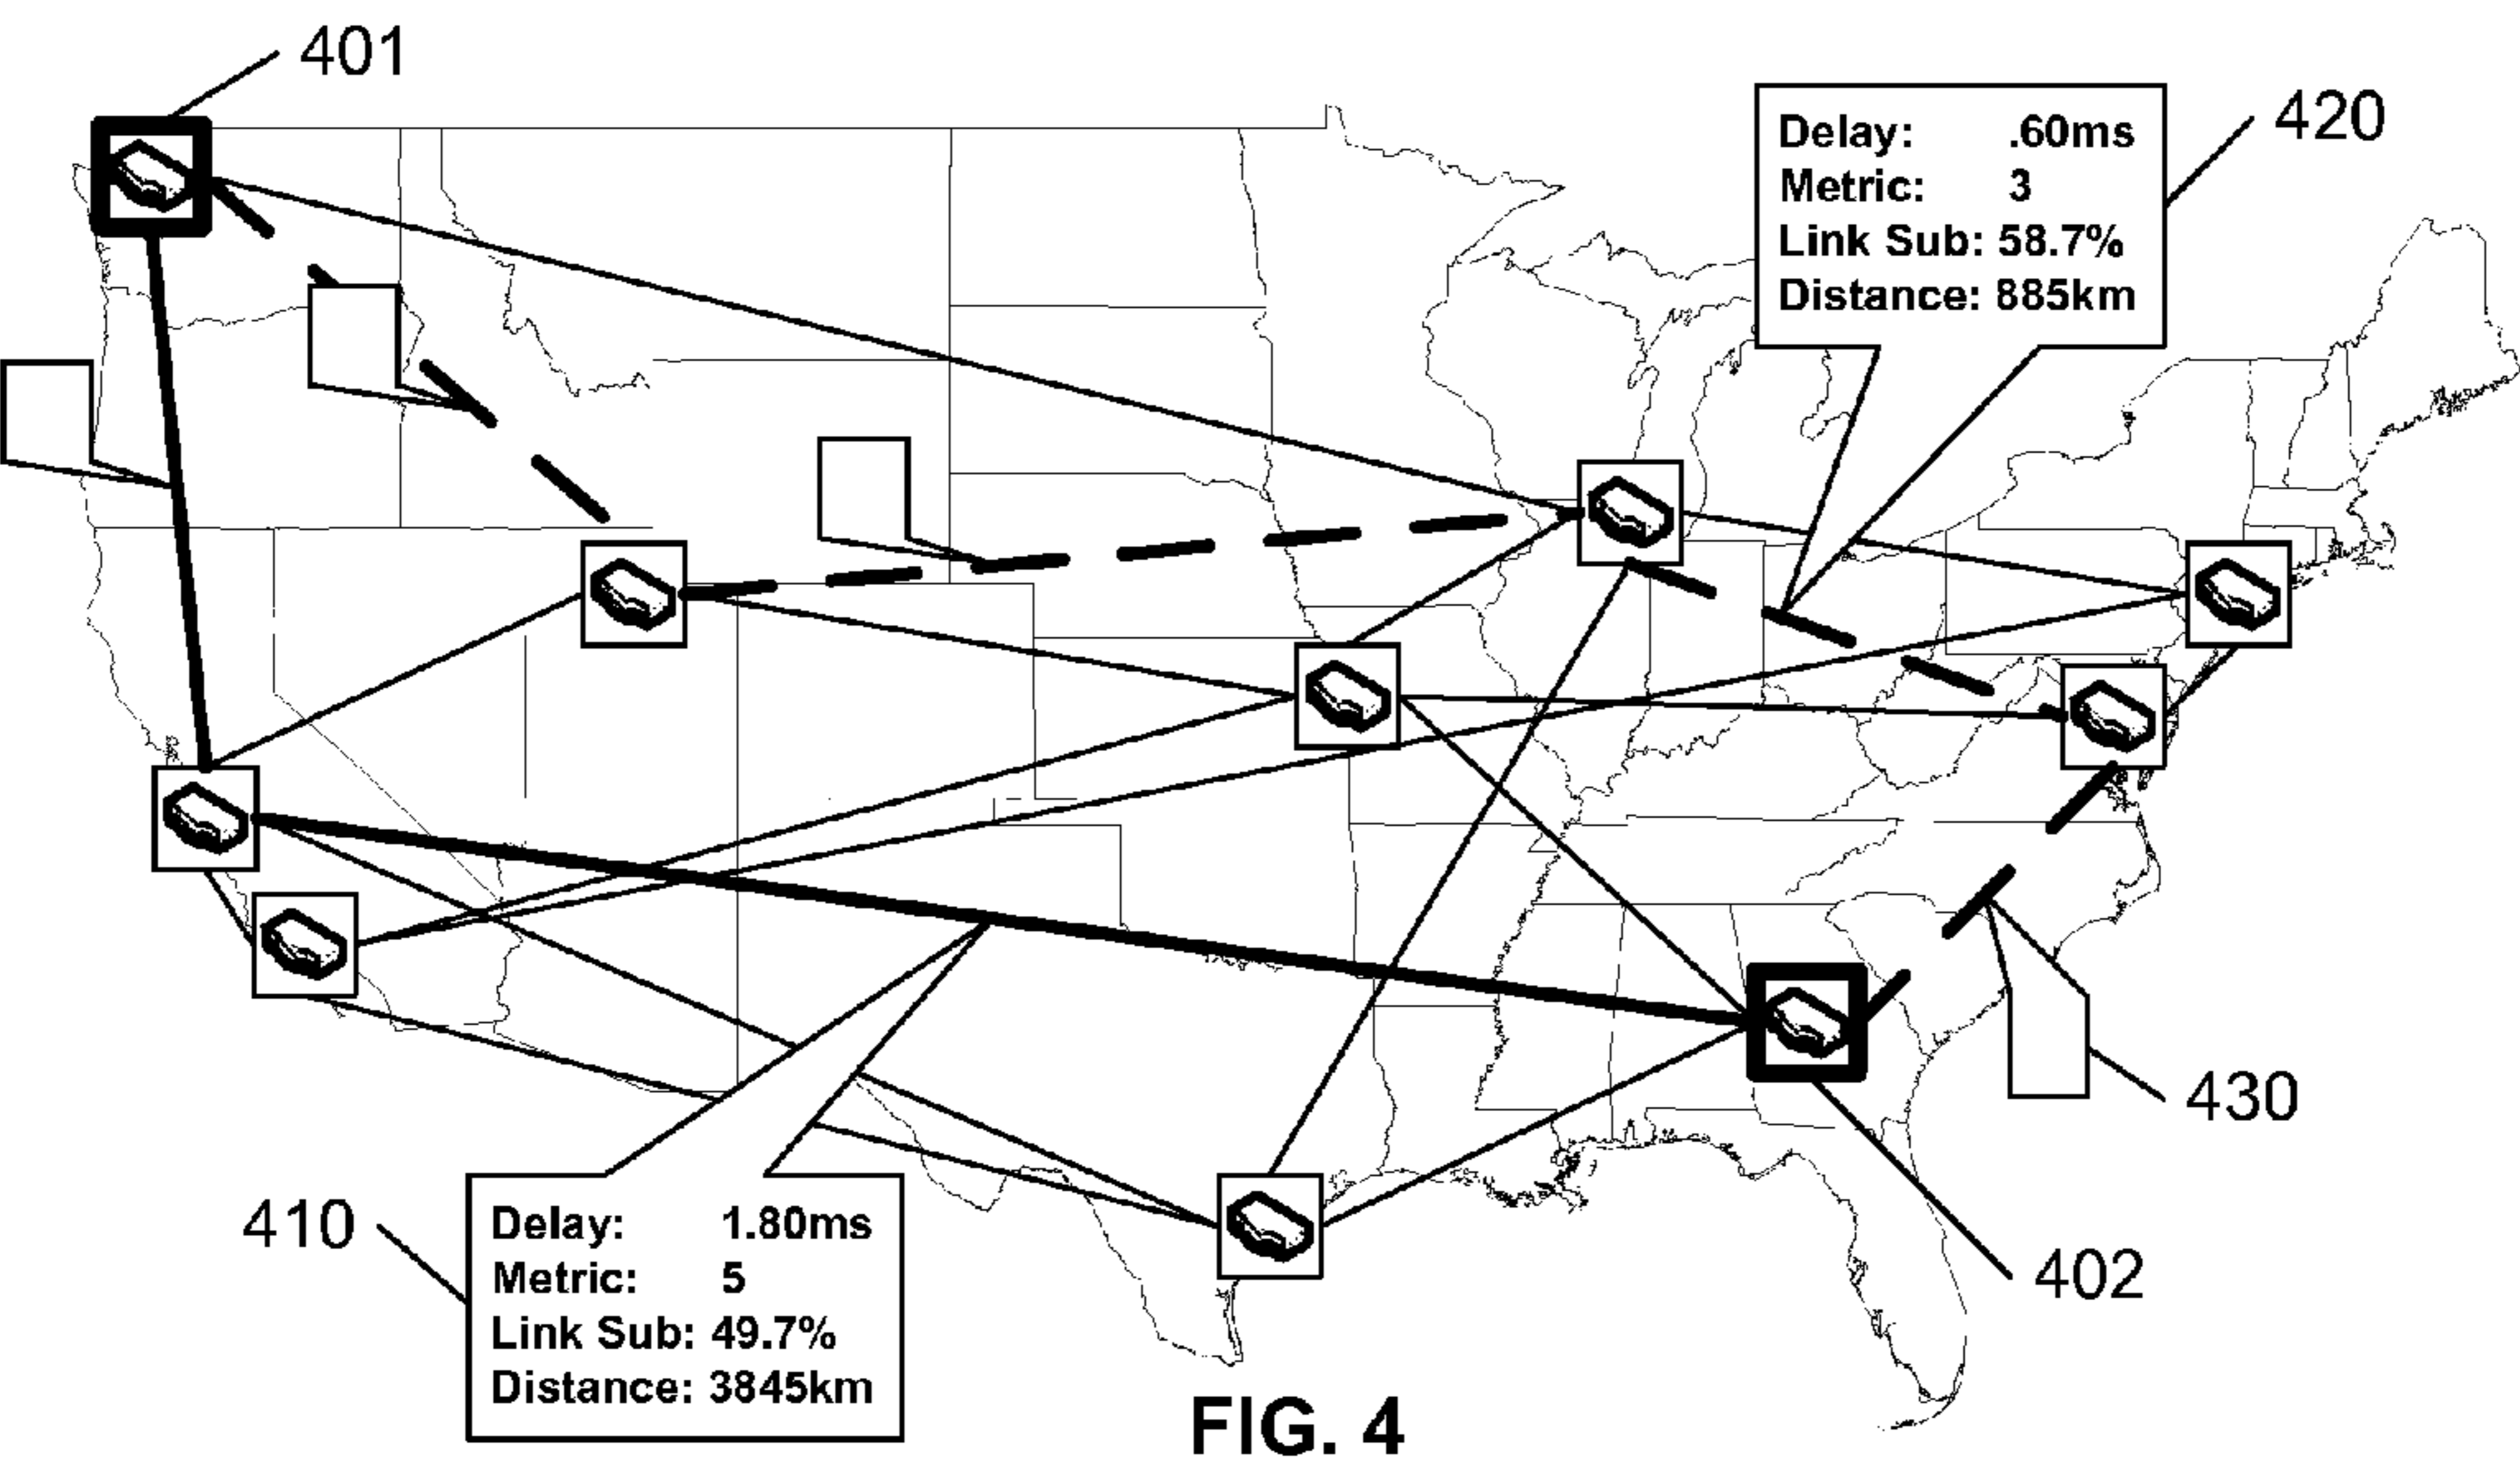 401
Delay: .60ms
Metric: 3
Link Sub: 58.7%
Distance: 885km
420
430
410
Delay: 1.80ms
Metric: 5
Link Sub: 49.7%
Distance: 3845km
402
FIG. 4